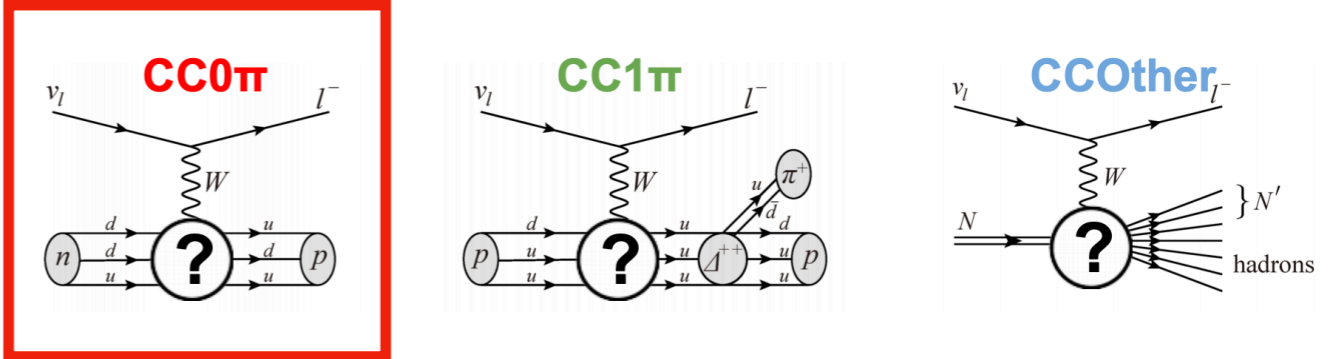 CC0π
CC1π
CCOther
ν_l
l⁻
W
n
d
d
u
?
u
d
u
p
ν_l
l⁻
W
p
d
u
u
?
u
u
u
Δ⁺⁺
u
d̄
π⁺
d
u
u
p
ν_l
l⁻
W
N
?
} N′
hadrons